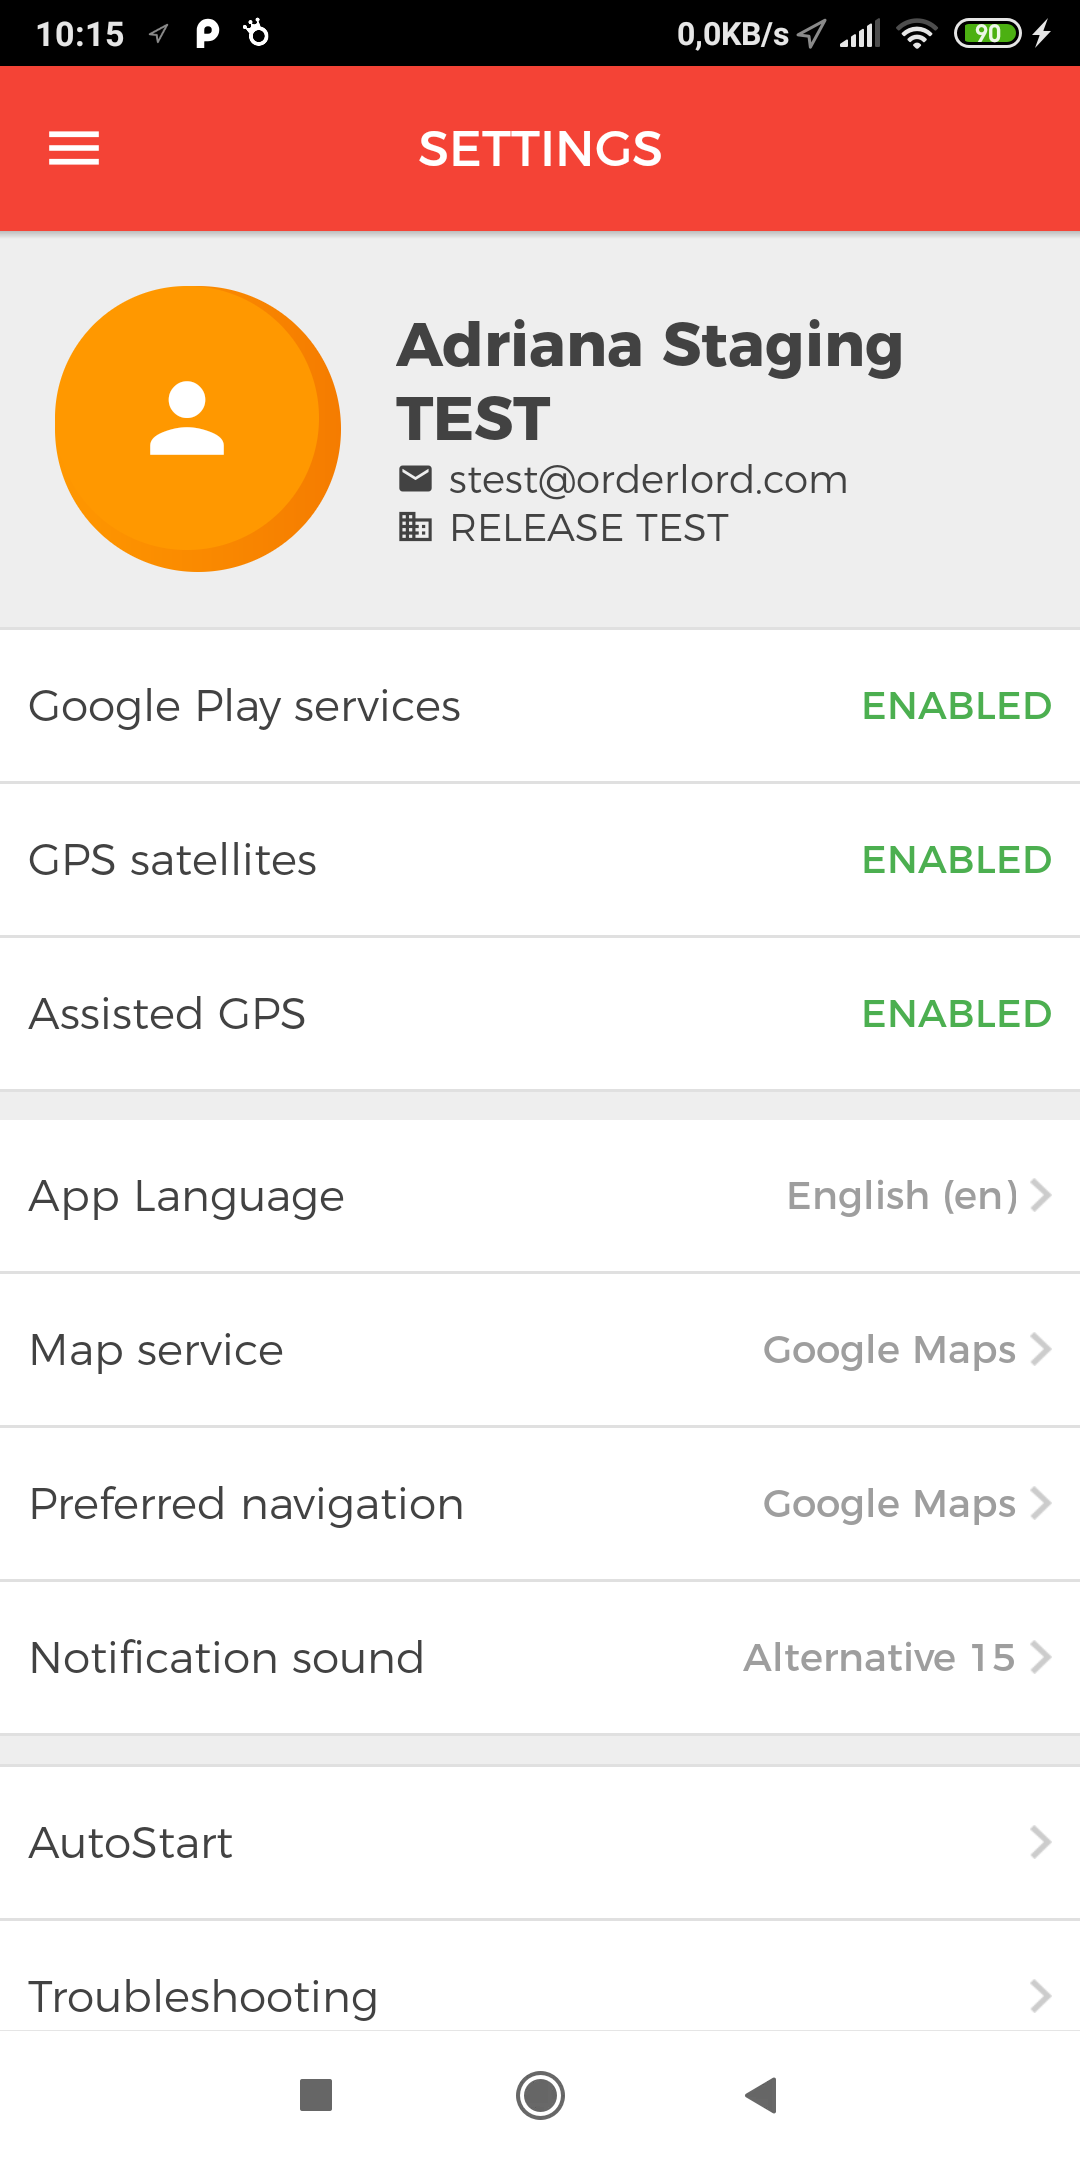 10:15 0,0KB/s 90
SETTINGS
Adriana Staging
TEST
stest@orderlord.com
RELEASE TEST
Google Play services ENABLED
GPS satellites ENABLED
Assisted GPS ENABLED
App Language English (en)
Map service Google Maps
Preferred navigation Google Maps
Notification sound Alternative 15
AutoStart
Troubleshooting